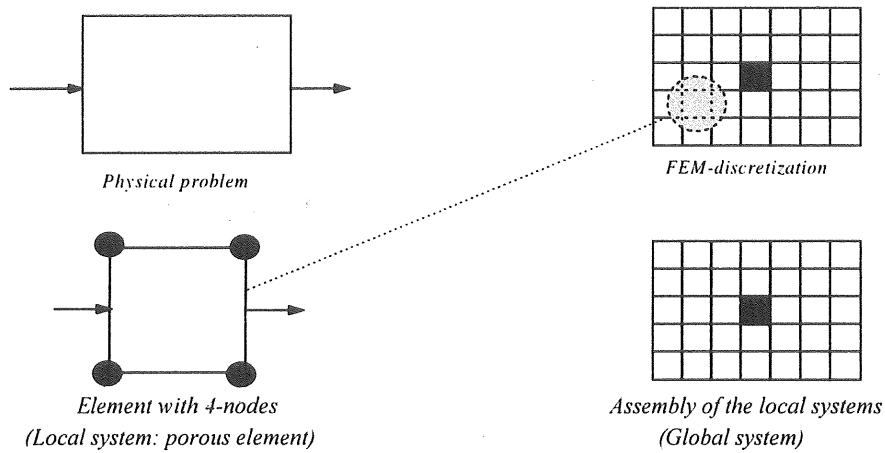 Physical problem
FEM-discretization
Element with 4-nodes
(Local system: porous element)
Assembly of the local systems
(Global system)